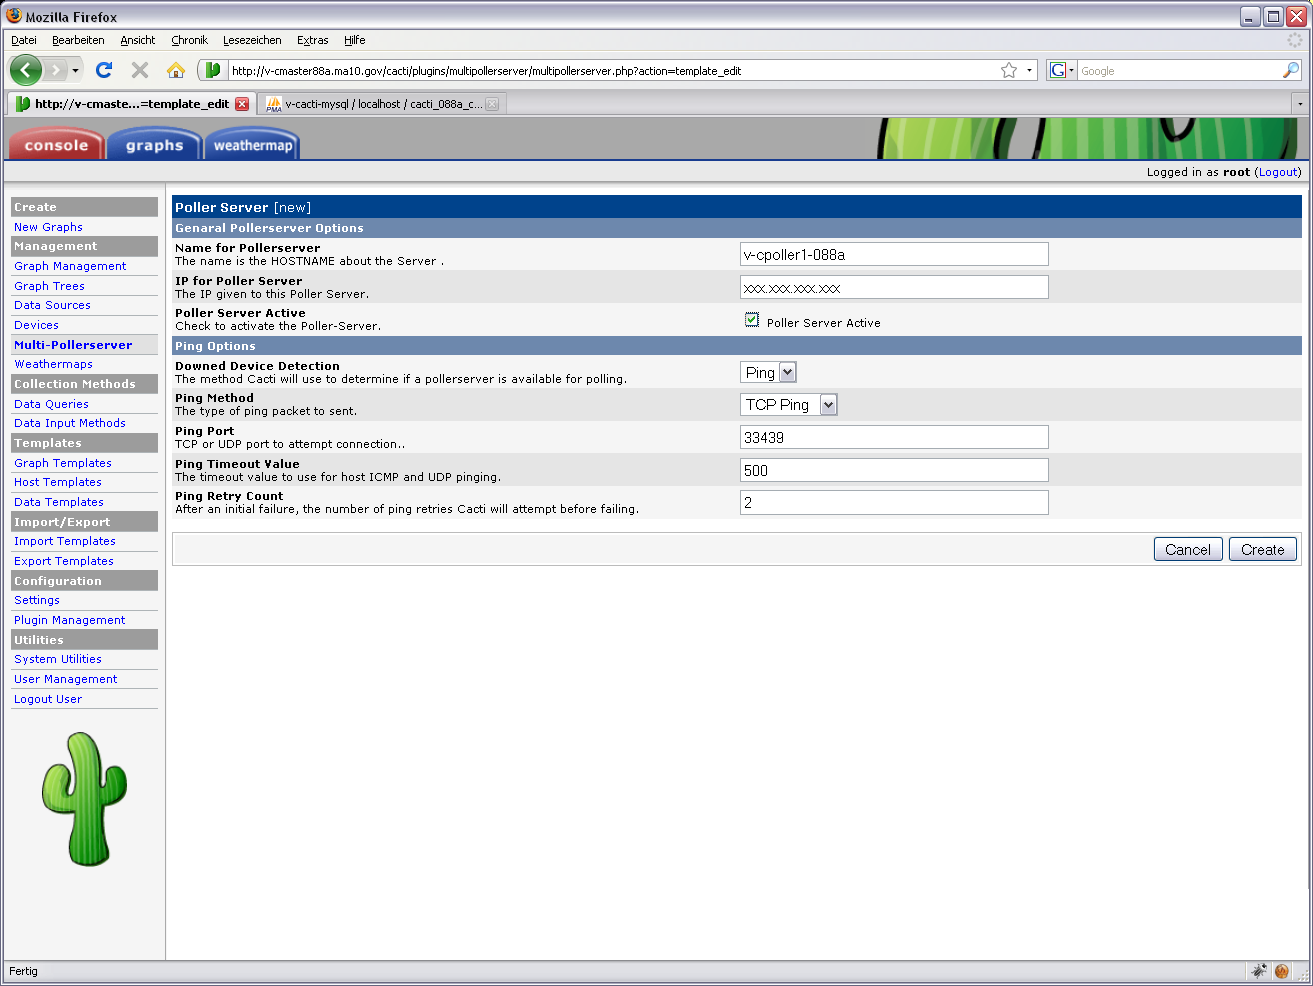 Mozilla Firefox
Datei Bearbeiten Ansicht Chronik Lesezeichen Extras Hilfe
http://v-cmaster88a.ma10.gov/cacti/plugins/multipollerserver/multipollerserver.php?action=template_edit
G Google
http://v-cmaste...=template_edit
PMA v-cacti-mysql / localhost / cacti_088a_c...
console graphs weathermap
Logged in as root (Logout)
Create
New Graphs
Management
Graph Management
Graph Trees
Data Sources
Devices
Multi-Pollerserver
Weathermaps
Collection Methods
Data Queries
Data Input Methods
Templates
Graph Templates
Host Templates
Data Templates
Import/Export
Import Templates
Export Templates
Configuration
Settings
Plugin Management
Utilities
System Utilities
User Management
Logout User
Poller Server [new]
Genaral Pollerserver Options
Name for Pollerserver
The name is the HOSTNAME about the Server .
v-cpoller1-088a
IP for Poller Server
The IP given to this Poller Server.
xxx.xxx.xxx.xxx
Poller Server Active
Check to activate the Poller-Server.
Poller Server Active
Ping Options
Downed Device Detection
The method Cacti will use to determine if a pollerserver is available for polling.
Ping
Ping Method
The type of ping packet to sent.
TCP Ping
Ping Port
TCP or UDP port to attempt connection..
33439
Ping Timeout Value
The timeout value to use for host ICMP and UDP pinging.
500
Ping Retry Count
After an initial failure, the number of ping retries Cacti will attempt before failing.
2
Cancel Create
Fertig